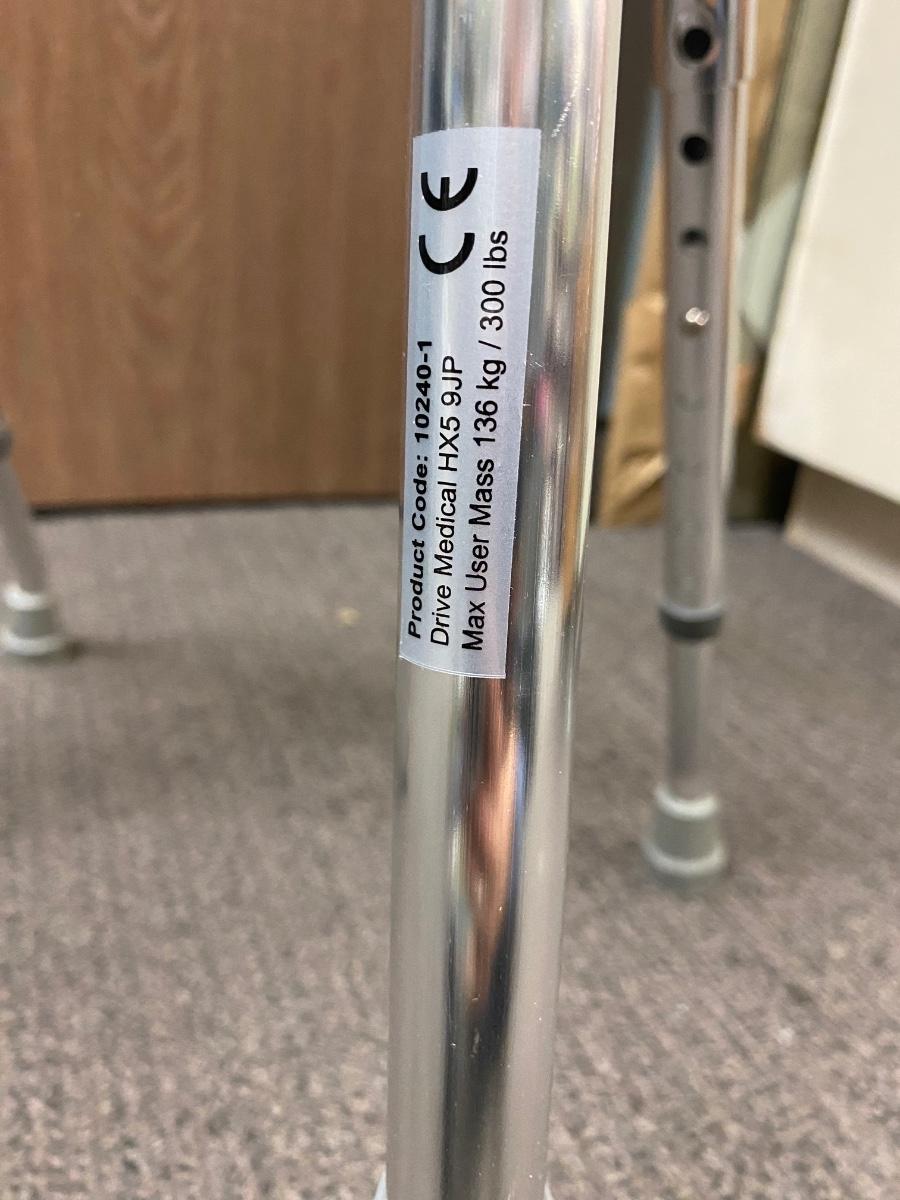 Product Code: 10240-1
Drive Medical HX5 9JP
Max User Mass 136 kg / 300 lbs
CE